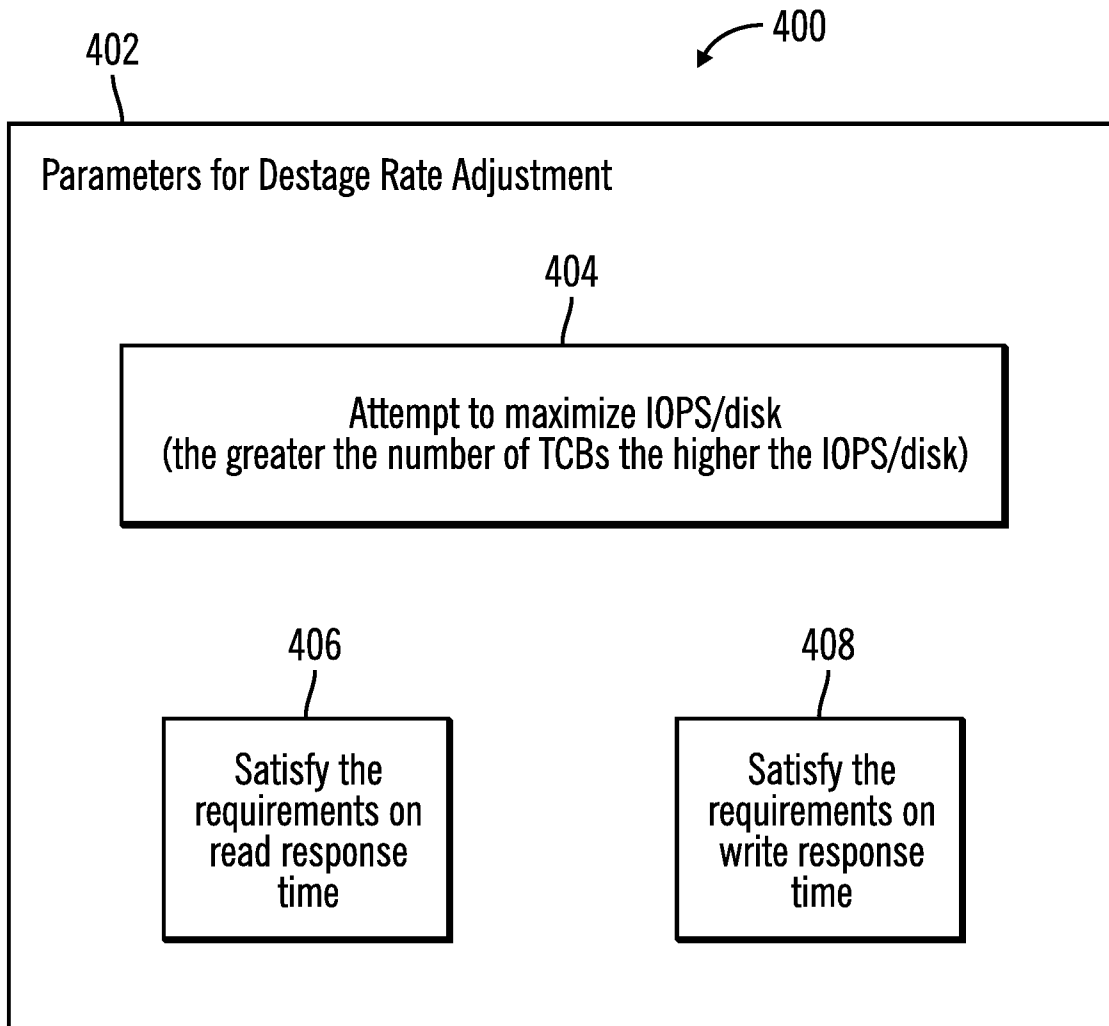 400
402
Parameters for Destage Rate Adjustment
404
Attempt to maximize IOPS/disk
(the greater the number of TCBs the higher the IOPS/disk)
406
408
Satisfy the
requirements on
read response
time
Satisfy the
requirements on
write response
time